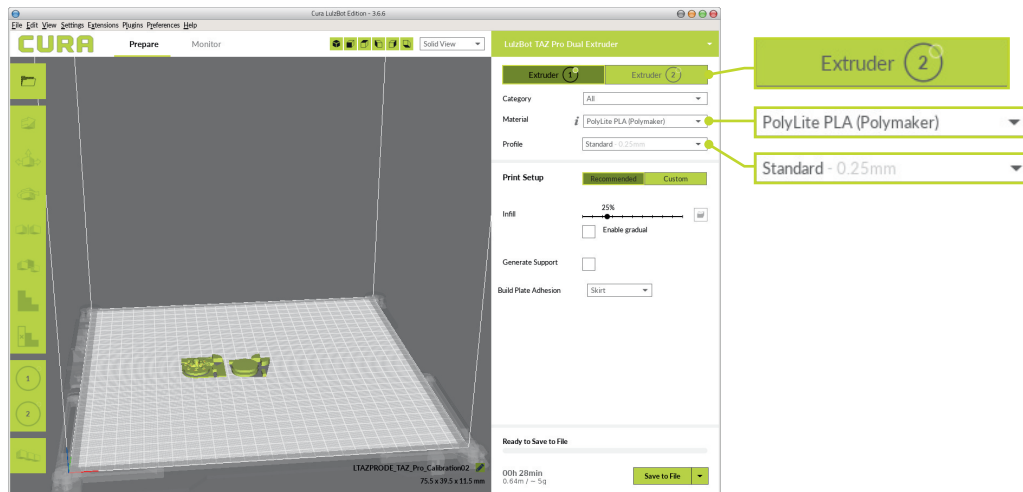 Cura LulzBot Edition - 3.6.6
File Edit View Settings Extensions Plugins Preferences Help
CURA
Prepare
Monitor
Solid View
LulzBot TAZ Pro Dual Extruder
Extruder 1
Extruder 2
Category
All
Material
i
PolyLite PLA (Polymaker)
Profile
Standard - 0.25mm
Print Setup
Recommended
Custom
Infill
25%
Enable gradual
Generate Support
Build Plate Adhesion
Skirt
1
2
LTAZPRODE_TAZ_Pro_Calibration02
75.5 x 39.5 x 11.5 mm
Ready to Save to File
00h 28min
0.64m / ~ 5g
Save to File
Extruder 2
PolyLite PLA (Polymaker)
Standard - 0.25mm